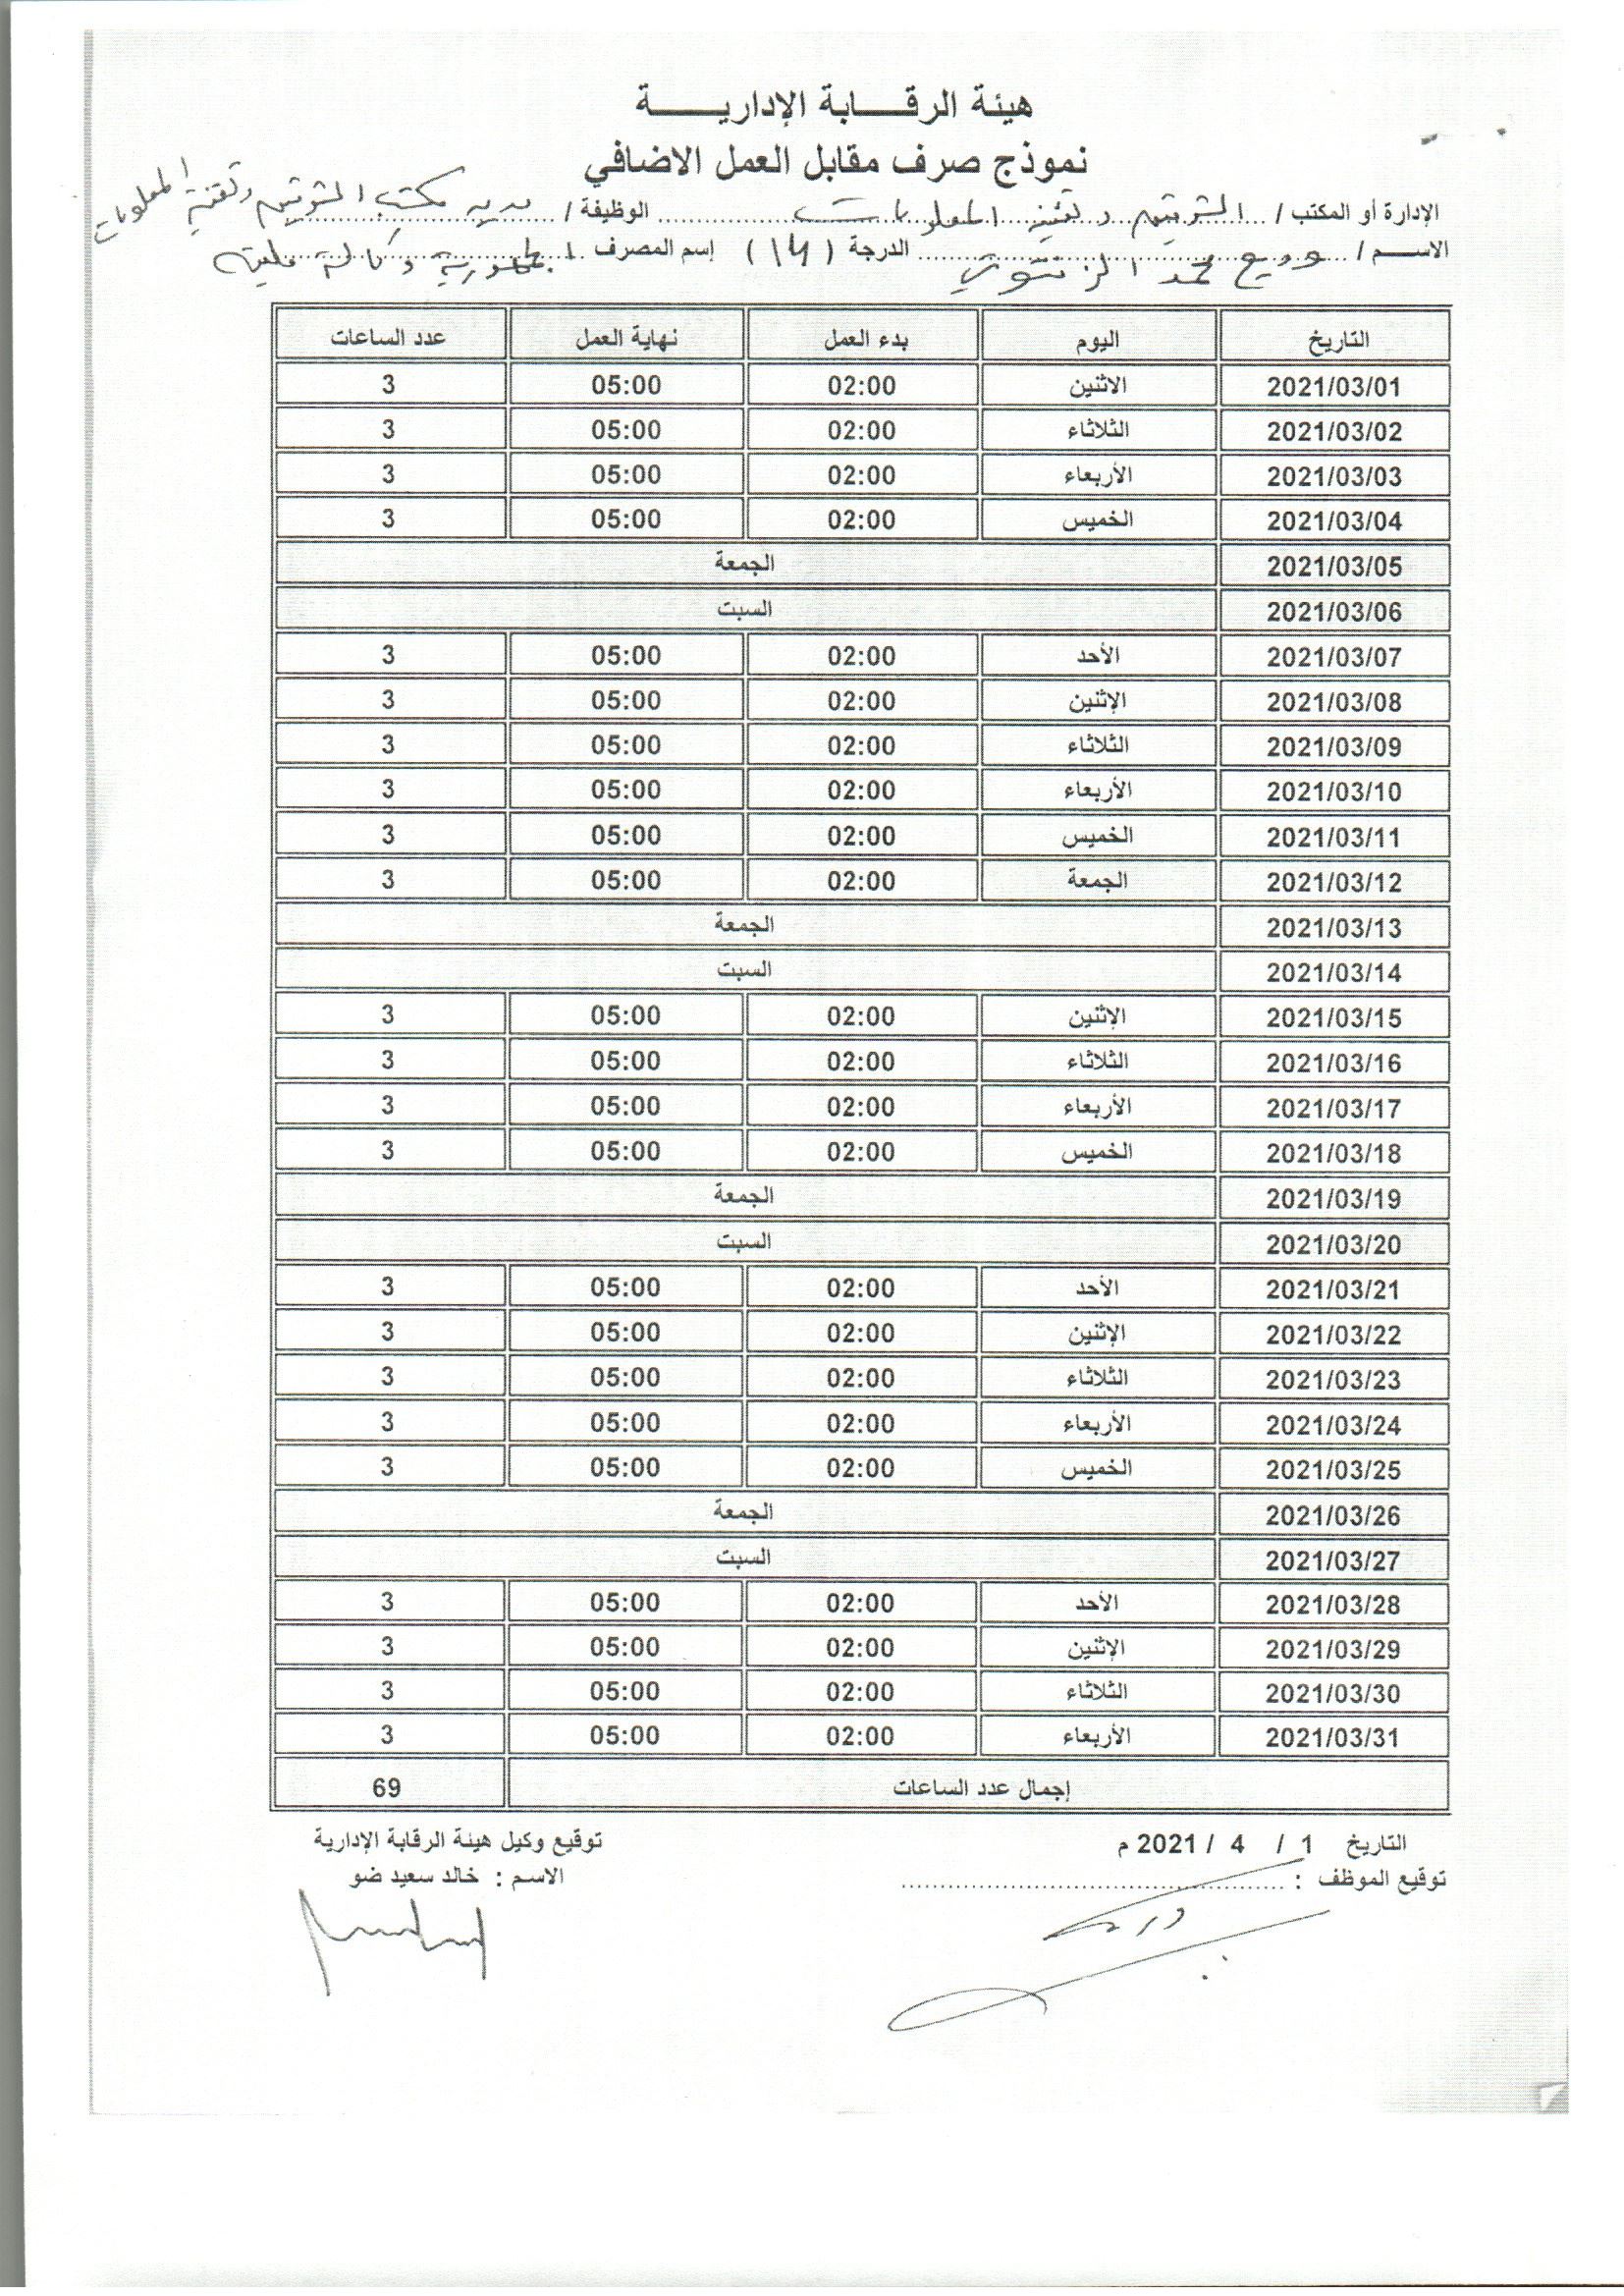 هيئة الرقـــابة الإداريـــــة
نموذج صرف مقابل العمل الاضافي
الإدارة أو المكتب / التوثيق وتقنية المعلومات الوظيفة / مدير مكتب التوثيق وتقنية المعلومات
الاســم / وديع محمد الزنتوتي الدرجة ( 14 ) إسم المصرف الجمهورية وكالة مليتة
التاريخ اليوم بدء العمل نهاية العمل عدد الساعات
2021/03/01 الاثنين 02:00 05:00 3
2021/03/02 الثلاثاء 02:00 05:00 3
2021/03/03 الأربعاء 02:00 05:00 3
2021/03/04 الخميس 02:00 05:00 3
2021/03/05 الجمعة
2021/03/06 السبت
2021/03/07 الأحد 02:00 05:00 3
2021/03/08 الإثنين 02:00 05:00 3
2021/03/09 الثلاثاء 02:00 05:00 3
2021/03/10 الأربعاء 02:00 05:00 3
2021/03/11 الخميس 02:00 05:00 3
2021/03/12 الجمعة 02:00 05:00 3
2021/03/13 الجمعة
2021/03/14 السبت
2021/03/15 الإثنين 02:00 05:00 3
2021/03/16 الثلاثاء 02:00 05:00 3
2021/03/17 الأربعاء 02:00 05:00 3
2021/03/18 الخميس 02:00 05:00 3
2021/03/19 الجمعة
2021/03/20 السبت
2021/03/21 الأحد 02:00 05:00 3
2021/03/22 الإثنين 02:00 05:00 3
2021/03/23 الثلاثاء 02:00 05:00 3
2021/03/24 الأربعاء 02:00 05:00 3
2021/03/25 الخميس 02:00 05:00 3
2021/03/26 الجمعة
2021/03/27 السبت
2021/03/28 الأحد 02:00 05:00 3
2021/03/29 الإثنين 02:00 05:00 3
2021/03/30 الثلاثاء 02:00 05:00 3
2021/03/31 الأربعاء 02:00 05:00 3
إجمال عدد الساعات 69
التاريخ 1 / 4 / 2021 م توقيع وكيل هيئة الرقابة الإدارية
توقيع الموظف : الاسم : خالد سعيد ضو